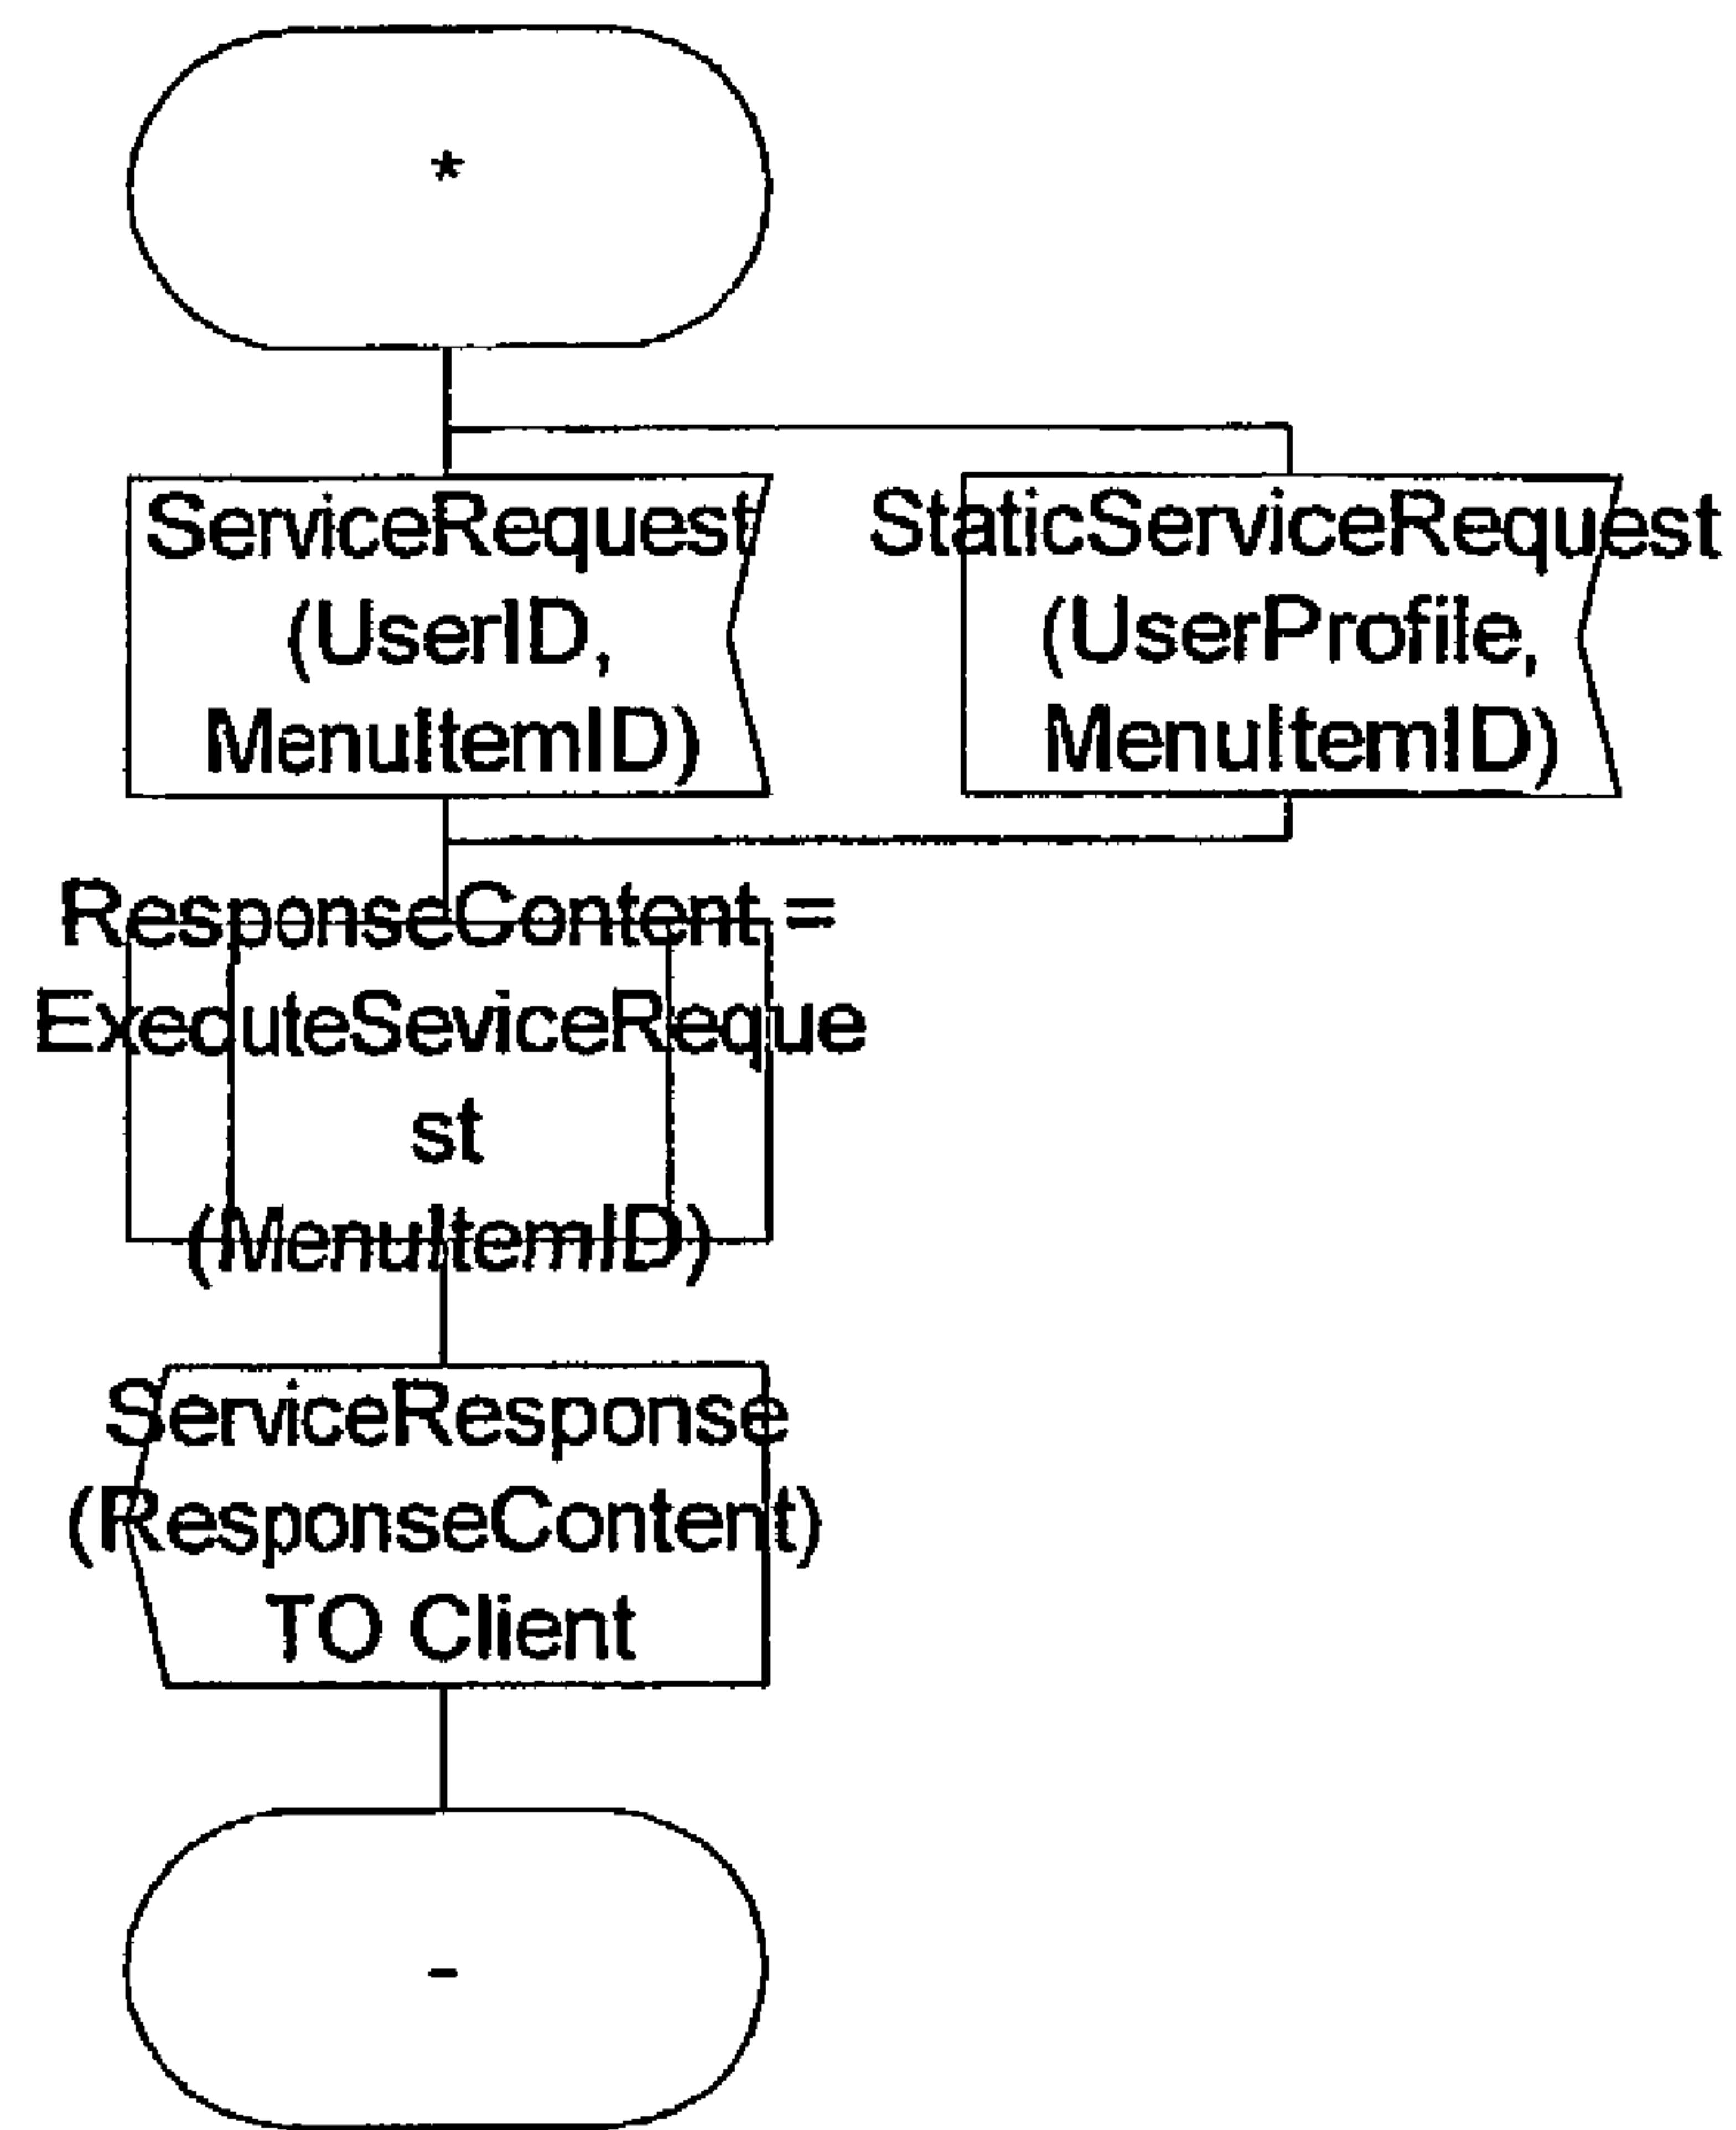 *
ServiceRequest
(UserID,
MenuItemID)
StaticServiceRequest
(UserProfile,
MenuItemID)
ResponseContent =
ExecuteSeviceReque
st
(MenuItemID)
ServiceResponse
(ResponseContent)
TO Client
-